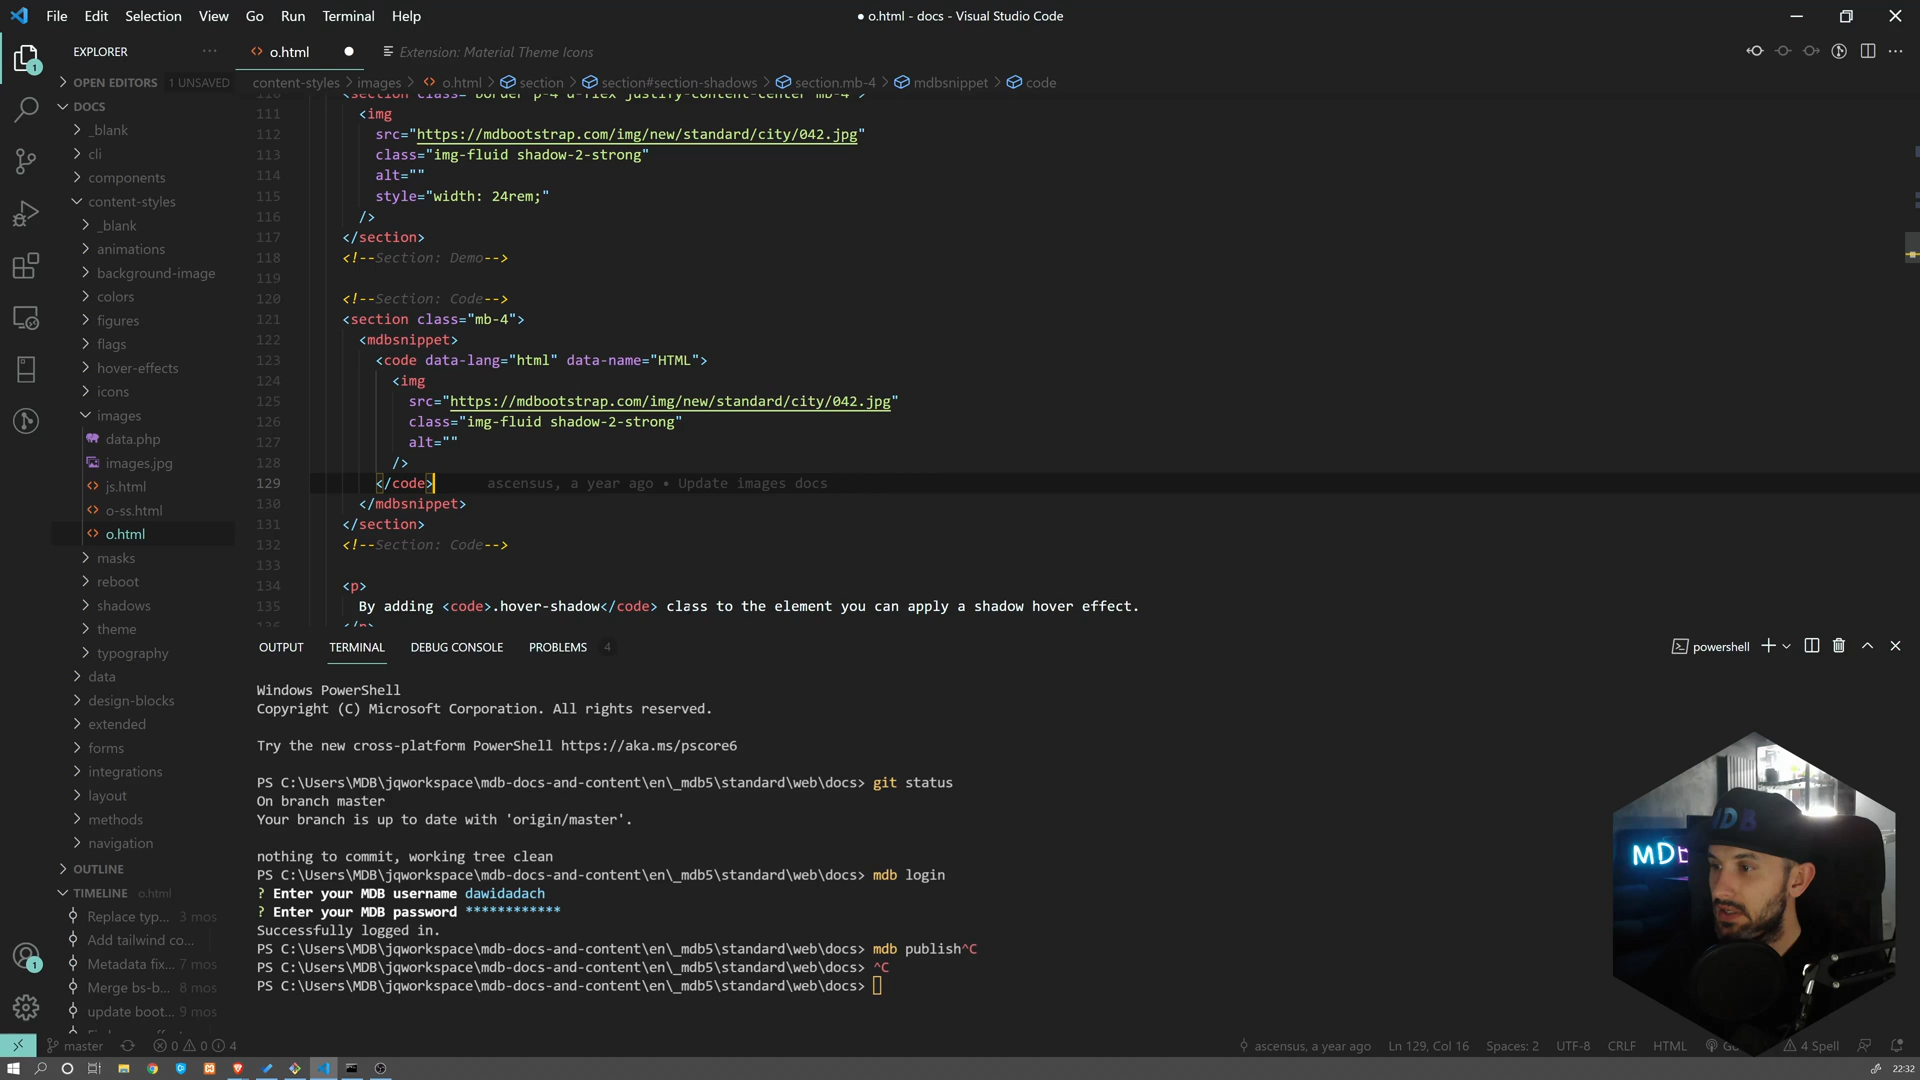 File Edit Selection View Go Run Terminal Help
● o.html - docs - Visual Studio Code
EXPLORER
o.html
Extension: Material Theme Icons
OPEN EDITORS 1 UNSAVED
content-styles > images > o.html > section > section#section-shadows > section.mb-4 > mdbsnippet > code
DOCS
_blank
cli
components
content-styles
_blank
animations
background-image
colors
figures
flags
hover-effects
icons
images
data.php
images.jpg
js.html
o-ss.html
o.html
masks
reboot
shadows
theme
typography
data
design-blocks
extended
forms
integrations
layout
methods
navigation
OUTLINE
TIMELINE o.html
Replace typ... 3 mos
Add tailwind co...
Metadata fix... 7 mos
Merge bs-b... 8 mos
update boot... 9 mos
110 <section class="border p-4 d-flex justify-content-center mb-4">
111 <img
112 src="https://mdbootstrap.com/img/new/standard/city/042.jpg"
113 class="img-fluid shadow-2-strong"
114 alt=""
115 style="width: 24rem;"
116 />
117 </section>
118 <!--Section: Demo-->
119
120 <!--Section: Code-->
121 <section class="mb-4">
122 <mdbsnippet>
123 <code data-lang="html" data-name="HTML">
124 <img
125 src="https://mdbootstrap.com/img/new/standard/city/042.jpg"
126 class="img-fluid shadow-2-strong"
127 alt=""
128 />
129 </code> ascensus, a year ago • Update images docs
130 </mdbsnippet>
131 </section>
132 <!--Section: Code-->
133
134 <p>
135 By adding <code>.hover-shadow</code> class to the element you can apply a shadow hover effect.
136 </p>
OUTPUT TERMINAL DEBUG CONSOLE PROBLEMS 4
powershell
Windows PowerShell
Copyright (C) Microsoft Corporation. All rights reserved.
Try the new cross-platform PowerShell https://aka.ms/pscore6
PS C:\Users\MDB\jqworkspace\mdb-docs-and-content\en\_mdb5\standard\web\docs> git status
On branch master
Your branch is up to date with 'origin/master'.
nothing to commit, working tree clean
PS C:\Users\MDB\jqworkspace\mdb-docs-and-content\en\_mdb5\standard\web\docs> mdb login
? Enter your MDB username dawidadach
? Enter your MDB password ************
Successfully logged in.
PS C:\Users\MDB\jqworkspace\mdb-docs-and-content\en\_mdb5\standard\web\docs> mdb publish^C
PS C:\Users\MDB\jqworkspace\mdb-docs-and-content\en\_mdb5\standard\web\docs> ^C
PS C:\Users\MDB\jqworkspace\mdb-docs-and-content\en\_mdb5\standard\web\docs>
MDB
MDB
1
1
master 0 0 4
ascensus, a year ago Ln 129, Col 16 Spaces: 2 UTF-8 CRLF HTML 4 Spell
22:32